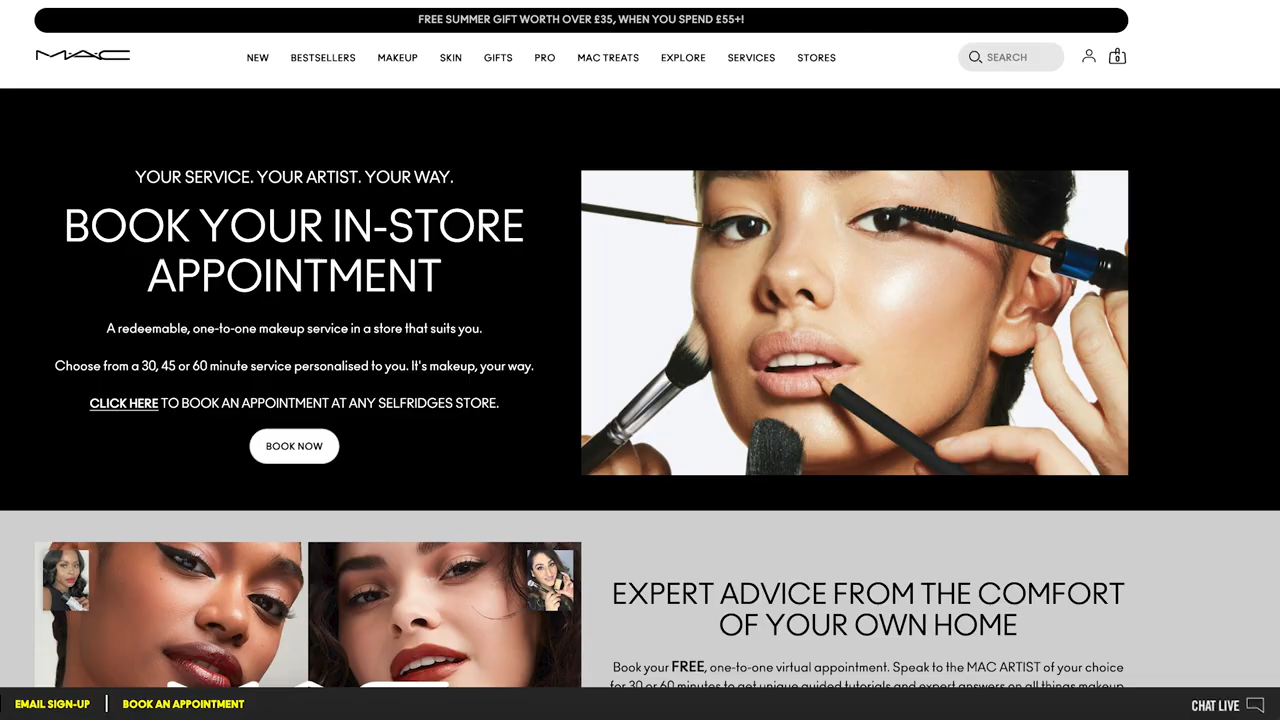 FREE SUMMER GIFT WORTH OVER £35, WHEN YOU SPEND £55+!
MAC
NEW BESTSELLERS MAKEUP SKIN GIFTS PRO MAC TREATS EXPLORE SERVICES STORES
SEARCH
0
YOUR SERVICE. YOUR ARTIST. YOUR WAY.
BOOK YOUR IN-STORE
APPOINTMENT
A redeemable, one-to-one makeup service in a store that suits you.
Choose from a 30, 45 or 60 minute service personalised to you. It's makeup, your way.
CLICK HERE TO BOOK AN APPOINTMENT AT ANY SELFRIDGES STORE.
BOOK NOW
EXPERT ADVICE FROM THE COMFORT
OF YOUR OWN HOME
Book your FREE, one-to-one virtual appointment. Speak to the MAC ARTIST of your choice
for 30 or 60 minutes to get unique guided tutorials and expert answers on all things makeup
EMAIL SIGN-UP BOOK AN APPOINTMENT
CHAT LIVE